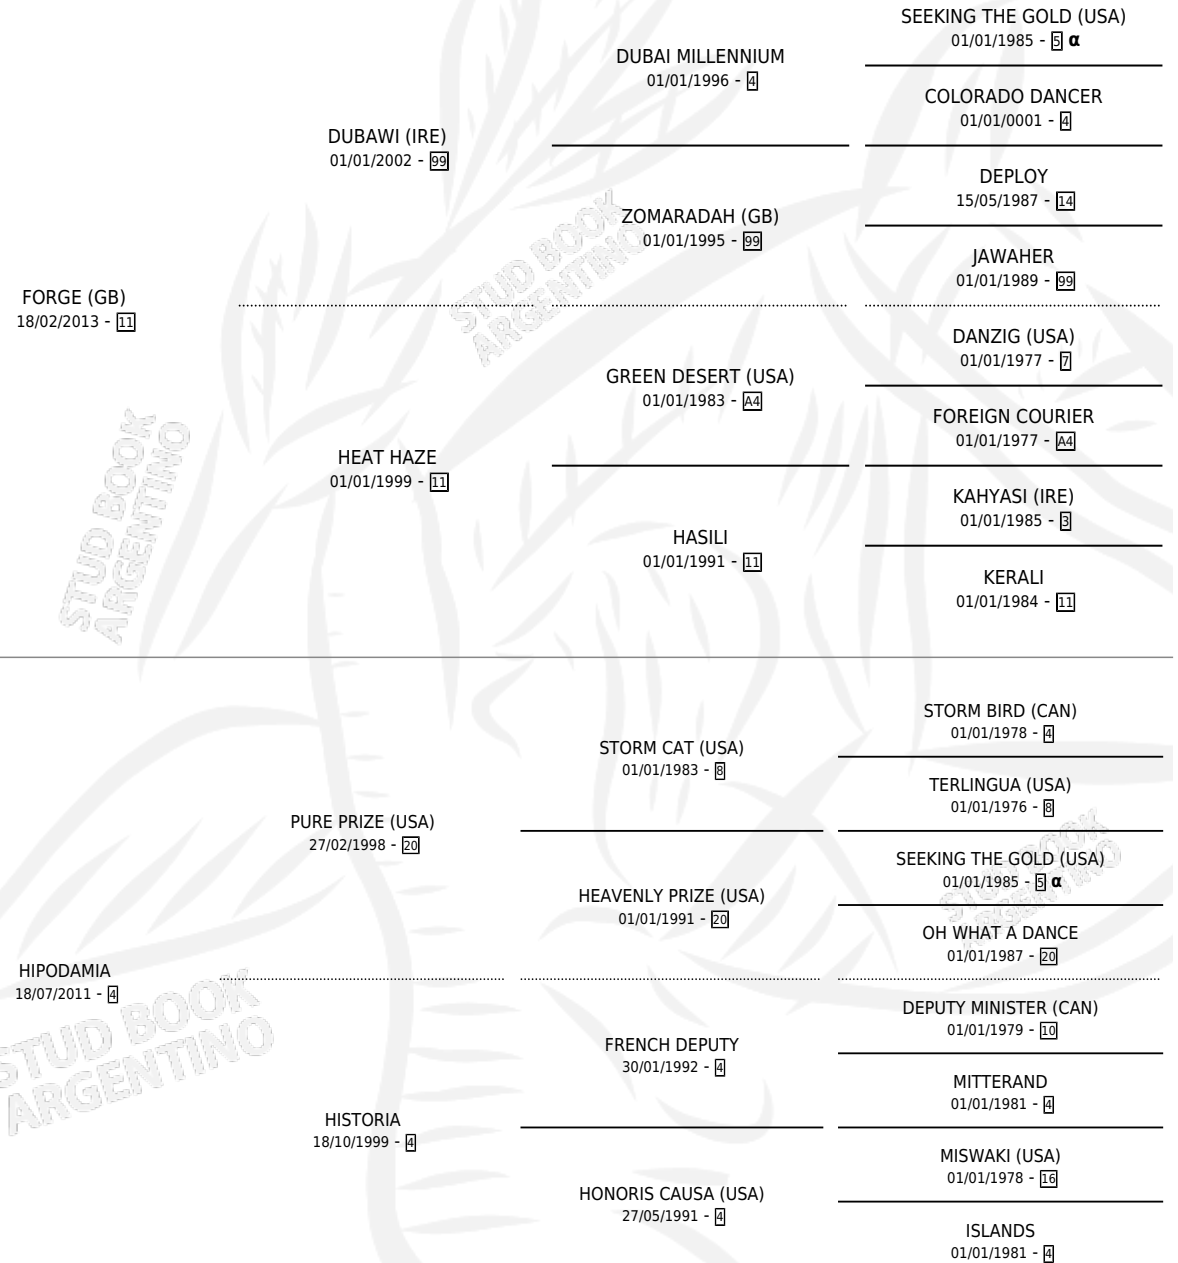 SEEKING THE GOLD (USA)
01/01/1985 - 5 α
DUBAI MILLENNIUM
01/01/1996 - 4
COLORADO DANCER
01/01/0001 - 4
DUBAWI (IRE)
01/01/2002 - 99
DEPLOY
15/05/1987 - 14
ZOMARADAH (GB)
01/01/1995 - 99
JAWAHER
01/01/1989 - 99
FORGE (GB)
18/02/2013 - 11
DANZIG (USA)
01/01/1977 - 7
GREEN DESERT (USA)
01/01/1983 - A4
FOREIGN COURIER
01/01/1977 - A4
HEAT HAZE
01/01/1999 - 11
KAHYASI (IRE)
01/01/1985 - 3
HASILI
01/01/1991 - 11
KERALI
01/01/1984 - 11
STORM BIRD (CAN)
01/01/1978 - 4
STORM CAT (USA)
01/01/1983 - 8
TERLINGUA (USA)
01/01/1976 - 8
PURE PRIZE (USA)
27/02/1998 - 20
SEEKING THE GOLD (USA)
01/01/1985 - 5 α
HEAVENLY PRIZE (USA)
01/01/1991 - 20
OH WHAT A DANCE
01/01/1987 - 20
HIPODAMIA
18/07/2011 - 4
DEPUTY MINISTER (CAN)
01/01/1979 - 10
FRENCH DEPUTY
30/01/1992 - 4
MITTERAND
01/01/1981 - 4
HISTORIA
18/10/1999 - 4
MISWAKI (USA)
01/01/1978 - 16
HONORIS CAUSA (USA)
27/05/1991 - 4
ISLANDS
01/01/1981 - 4
STUD BOOK
ARGENTINO
STUD BOOK
ARGENTINO
STUD BOOK
ARGENTINO
STUD BOOK
ARGENTINO